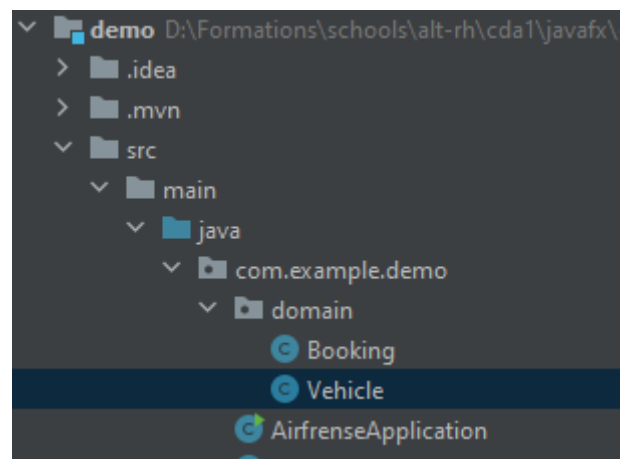 demo D:\Formations\schools\alt-rh\cda1\javafx\
.idea
.mvn
src
main
java
com.example.demo
domain
Booking
Vehicle
AirfrenseApplication